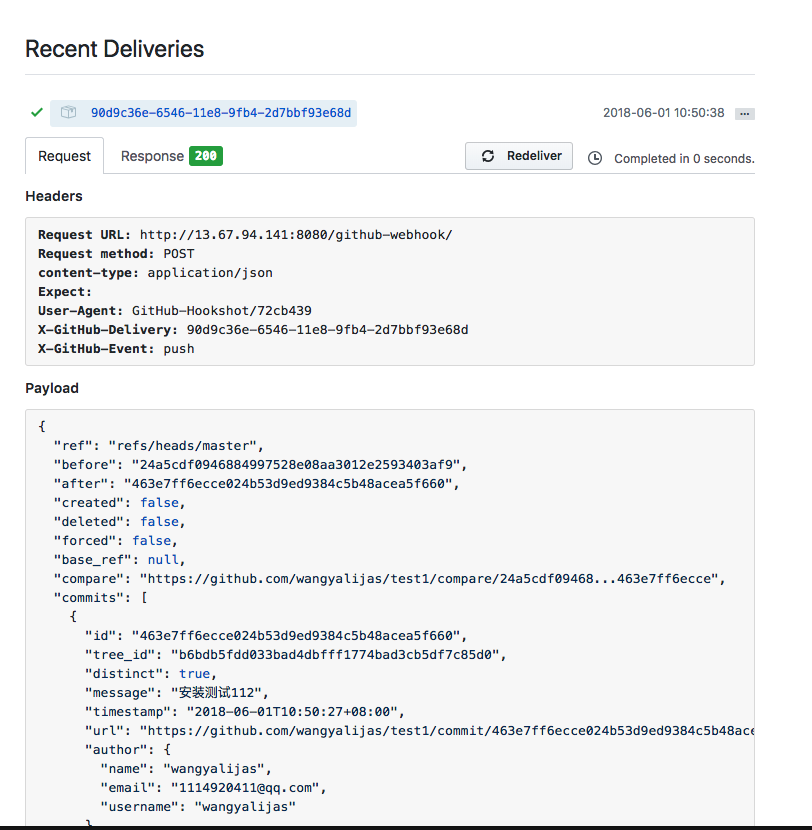 Recent Deliveries
90d9c36e-6546-11e8-9fb4-2d7bbf93e68d 2018-06-01 10:50:38 ...
Request Response 200 Redeliver Completed in 0 seconds.
Headers
Request URL: http://13.67.94.141:8080/github-webhook/
Request method: POST
content-type: application/json
Expect:
User-Agent: GitHub-Hookshot/72cb439
X-GitHub-Delivery: 90d9c36e-6546-11e8-9fb4-2d7bbf93e68d
X-GitHub-Event: push
Payload
{
"ref": "refs/heads/master",
"before": "24a5cdf0946884997528e08aa3012e2593403af9",
"after": "463e7ff6ecce024b53d9ed9384c5b48acea5f660",
"created": false,
"deleted": false,
"forced": false,
"base_ref": null,
"compare": "https://github.com/wangyalijas/test1/compare/24a5cdf09468...463e7ff6ecce",
"commits": [
{
"id": "463e7ff6ecce024b53d9ed9384c5b48acea5f660",
"tree_id": "b6bdb5fdd033bad4dbfff1774bad3cb5df7c85d0",
"distinct": true,
"message": "安装测试112",
"timestamp": "2018-06-01T10:50:27+08:00",
"url": "https://github.com/wangyalijas/test1/commit/463e7ff6ecce024b53d9ed9384c5b48ace
"author": {
"name": "wangyalijas",
"email": "1114920411@qq.com",
"username": "wangyalijas"
}